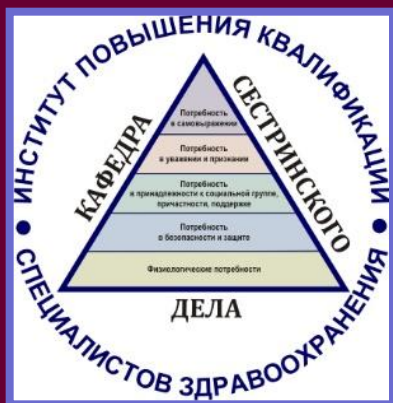 ИНСТИТУТ ПОВЫШЕНИЯ КВАЛИФИКАЦИИ
СПЕЦИАЛИСТОВ ЗДРАВООХРАНЕНИЯ
КАФЕДРА
СЕСТРИНСКОГО
ДЕЛА
Потребность
в самовыражении
Потребность
в уважении и признании
Потребность
в принадлежности к социальной группе,
причастности, поддержке
Потребность
в безопасности и защите
Физиологические потребности